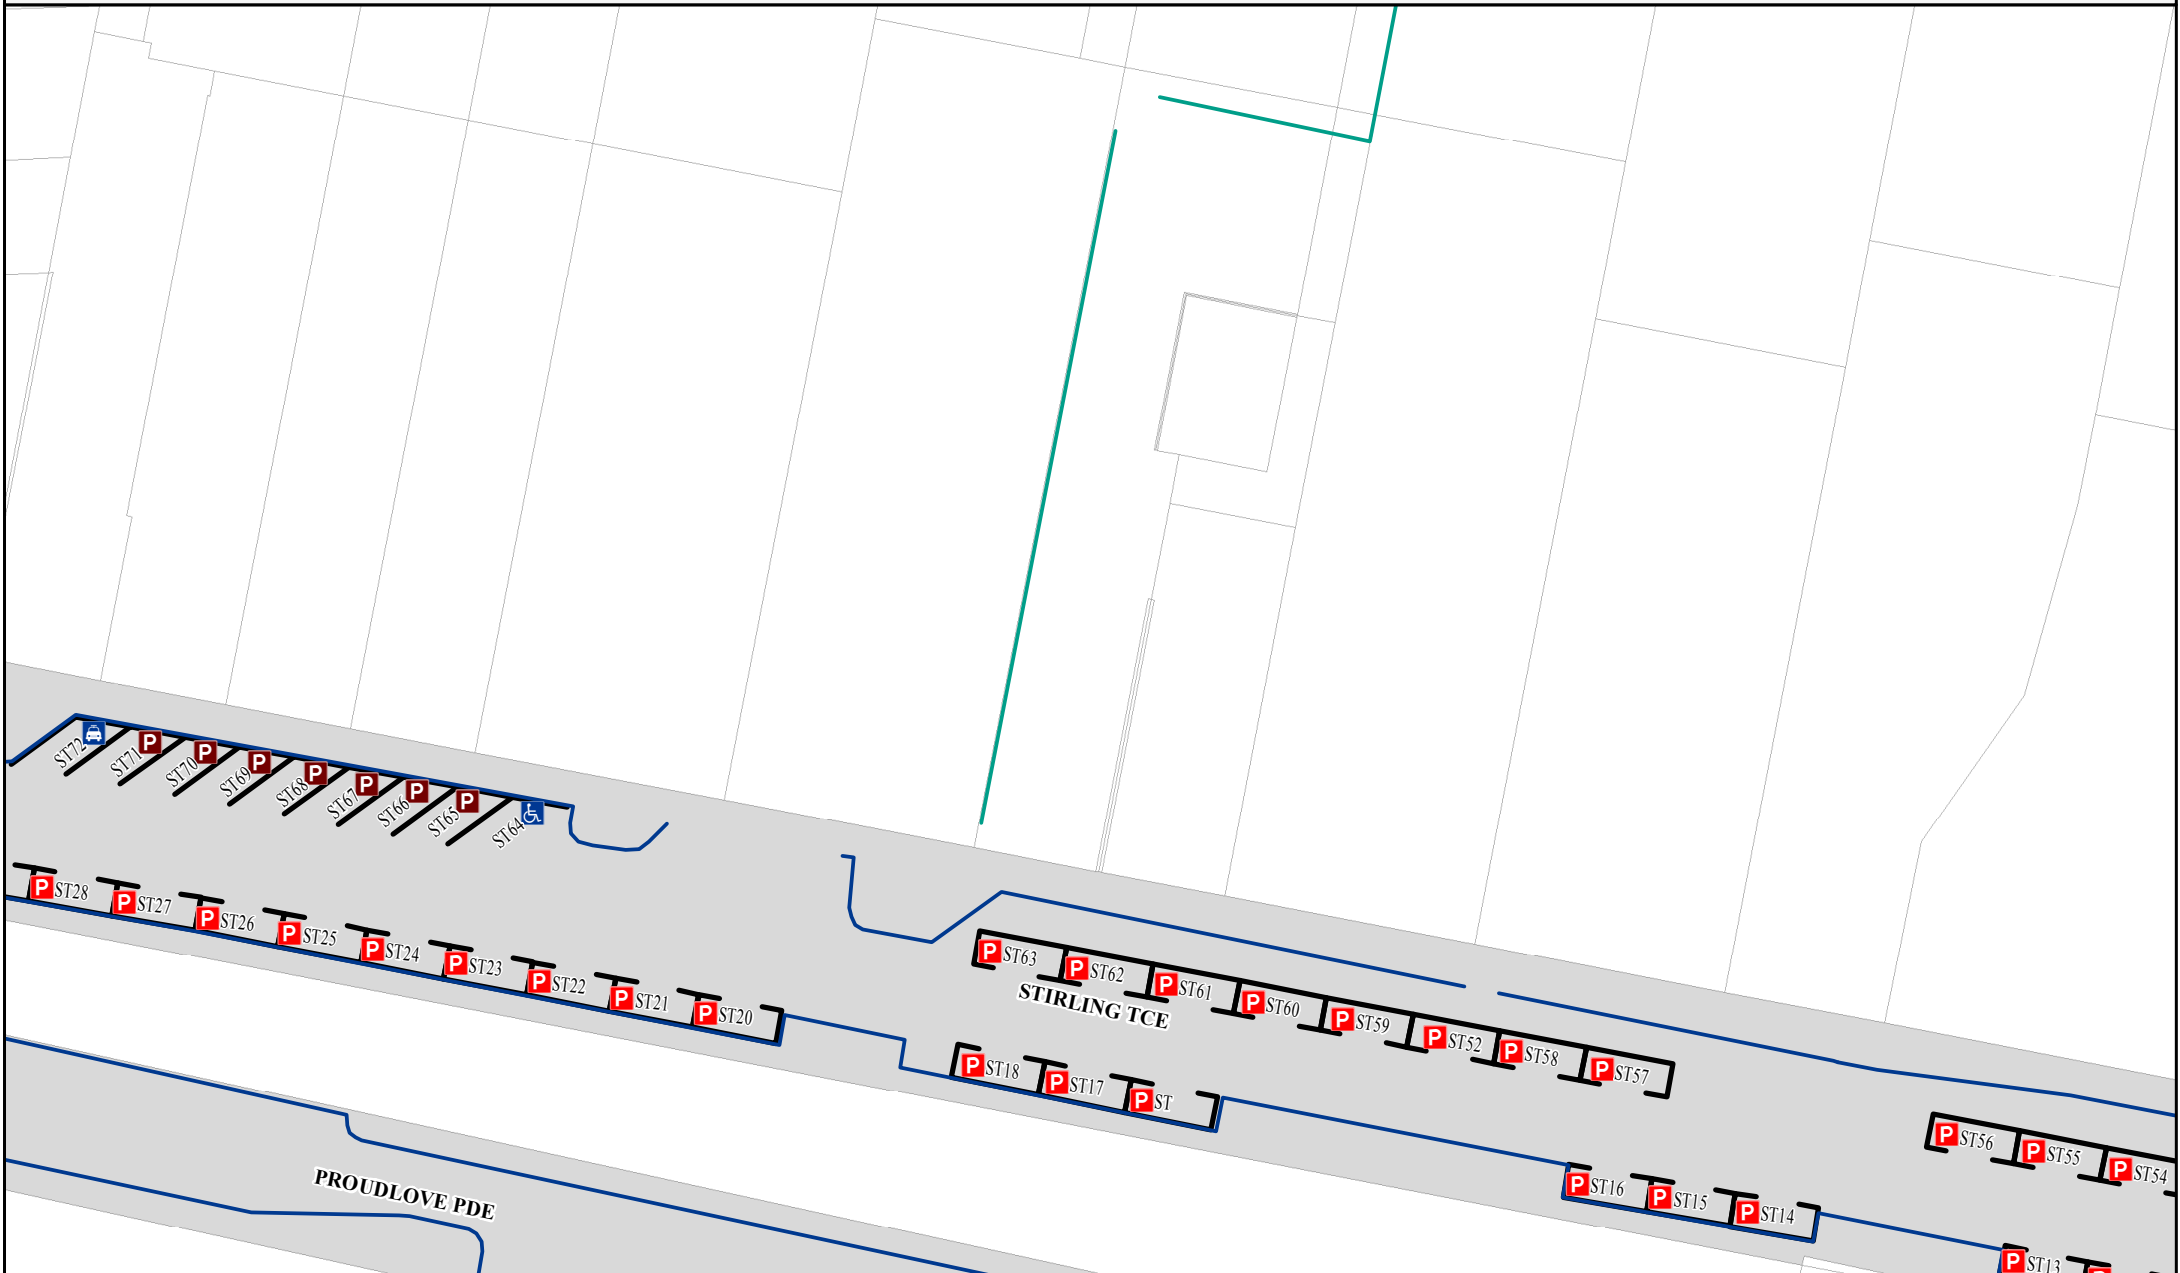 ST72
P ST71
P ST70
P ST69
P ST68
P ST67
P ST66
P ST65
ST64
P ST28
P ST27
P ST26
P ST25
P ST24
P ST23
P ST22
P ST21
P ST20
P ST63
P ST62
P ST61
P ST60
P ST59
P ST52
P ST58
P ST57
STIRLING TCE
P ST18
P ST17
P ST
P ST56
P ST55
P ST54
P ST16
P ST15
P ST14
P ST13
PROUDLOVE PDE